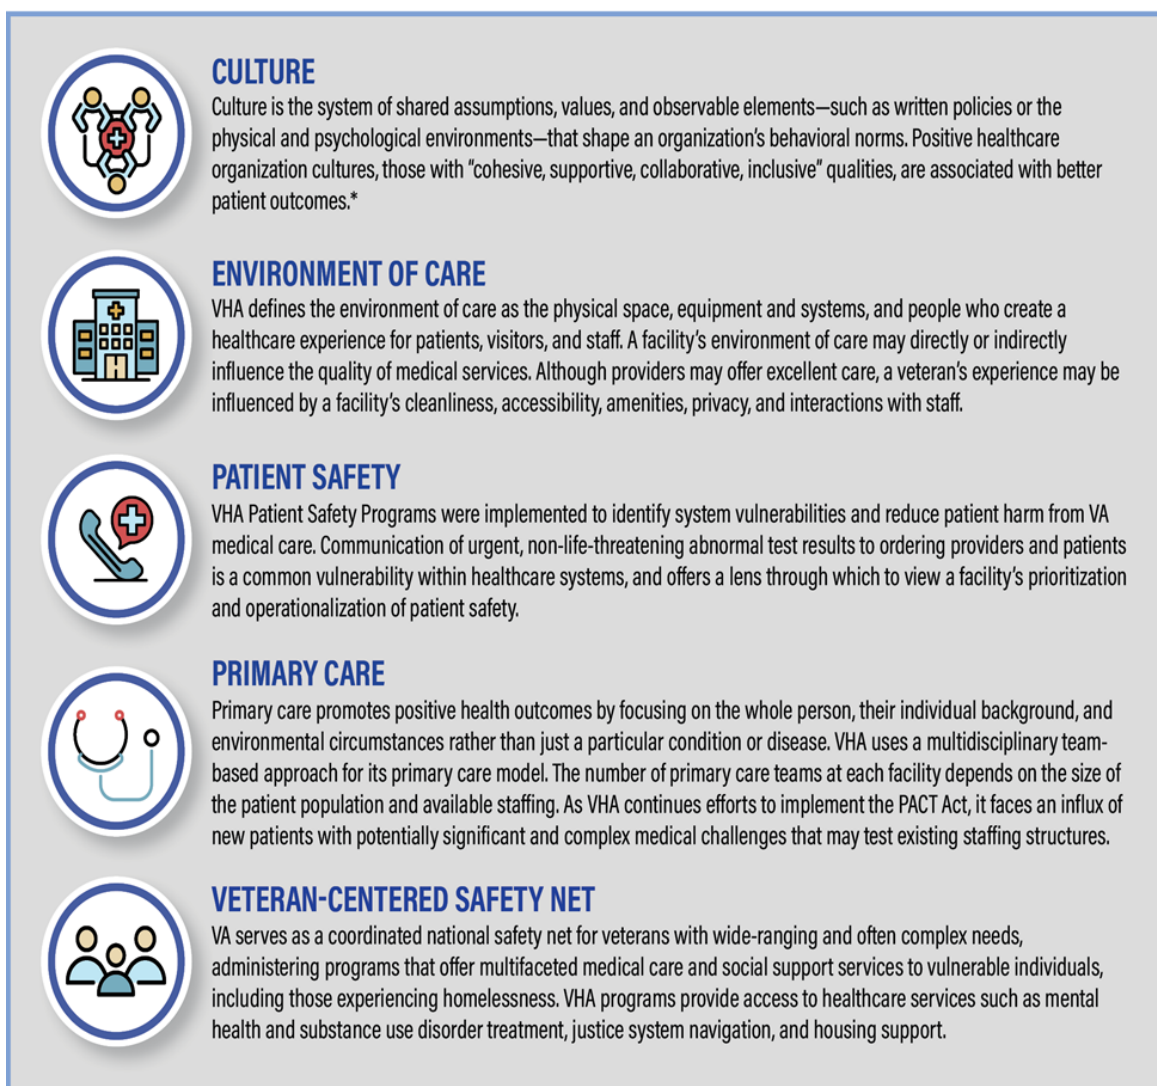 CULTURE
Culture is the system of shared assumptions, values, and observable elements—such as written policies or the
physical and psychological environments—that shape an organization’s behavioral norms. Positive healthcare
organization cultures, those with “cohesive, supportive, collaborative, inclusive” qualities, are associated with better
patient outcomes.*
ENVIRONMENT OF CARE
VHA defines the environment of care as the physical space, equipment and systems, and people who create a
healthcare experience for patients, visitors, and staff. A facility’s environment of care may directly or indirectly
influence the quality of medical services. Although providers may offer excellent care, a veteran’s experience may be
influenced by a facility’s cleanliness, accessibility, amenities, privacy, and interactions with staff.
PATIENT SAFETY
VHA Patient Safety Programs were implemented to identify system vulnerabilities and reduce patient harm from VA
medical care. Communication of urgent, non-life-threatening abnormal test results to ordering providers and patients
is a common vulnerability within healthcare systems, and offers a lens through which to view a facility’s prioritization
and operationalization of patient safety.
PRIMARY CARE
Primary care promotes positive health outcomes by focusing on the whole person, their individual background, and
environmental circumstances rather than just a particular condition or disease. VHA uses a multidisciplinary team-
based approach for its primary care model. The number of primary care teams at each facility depends on the size of
the patient population and available staffing. As VHA continues efforts to implement the PACT Act, it faces an influx of
new patients with potentially significant and complex medical challenges that may test existing staffing structures.
VETERAN-CENTERED SAFETY NET
VA serves as a coordinated national safety net for veterans with wide-ranging and often complex needs,
administering programs that offer multifaceted medical care and social support services to vulnerable individuals,
including those experiencing homelessness. VHA programs provide access to healthcare services such as mental
health and substance use disorder treatment, justice system navigation, and housing support.